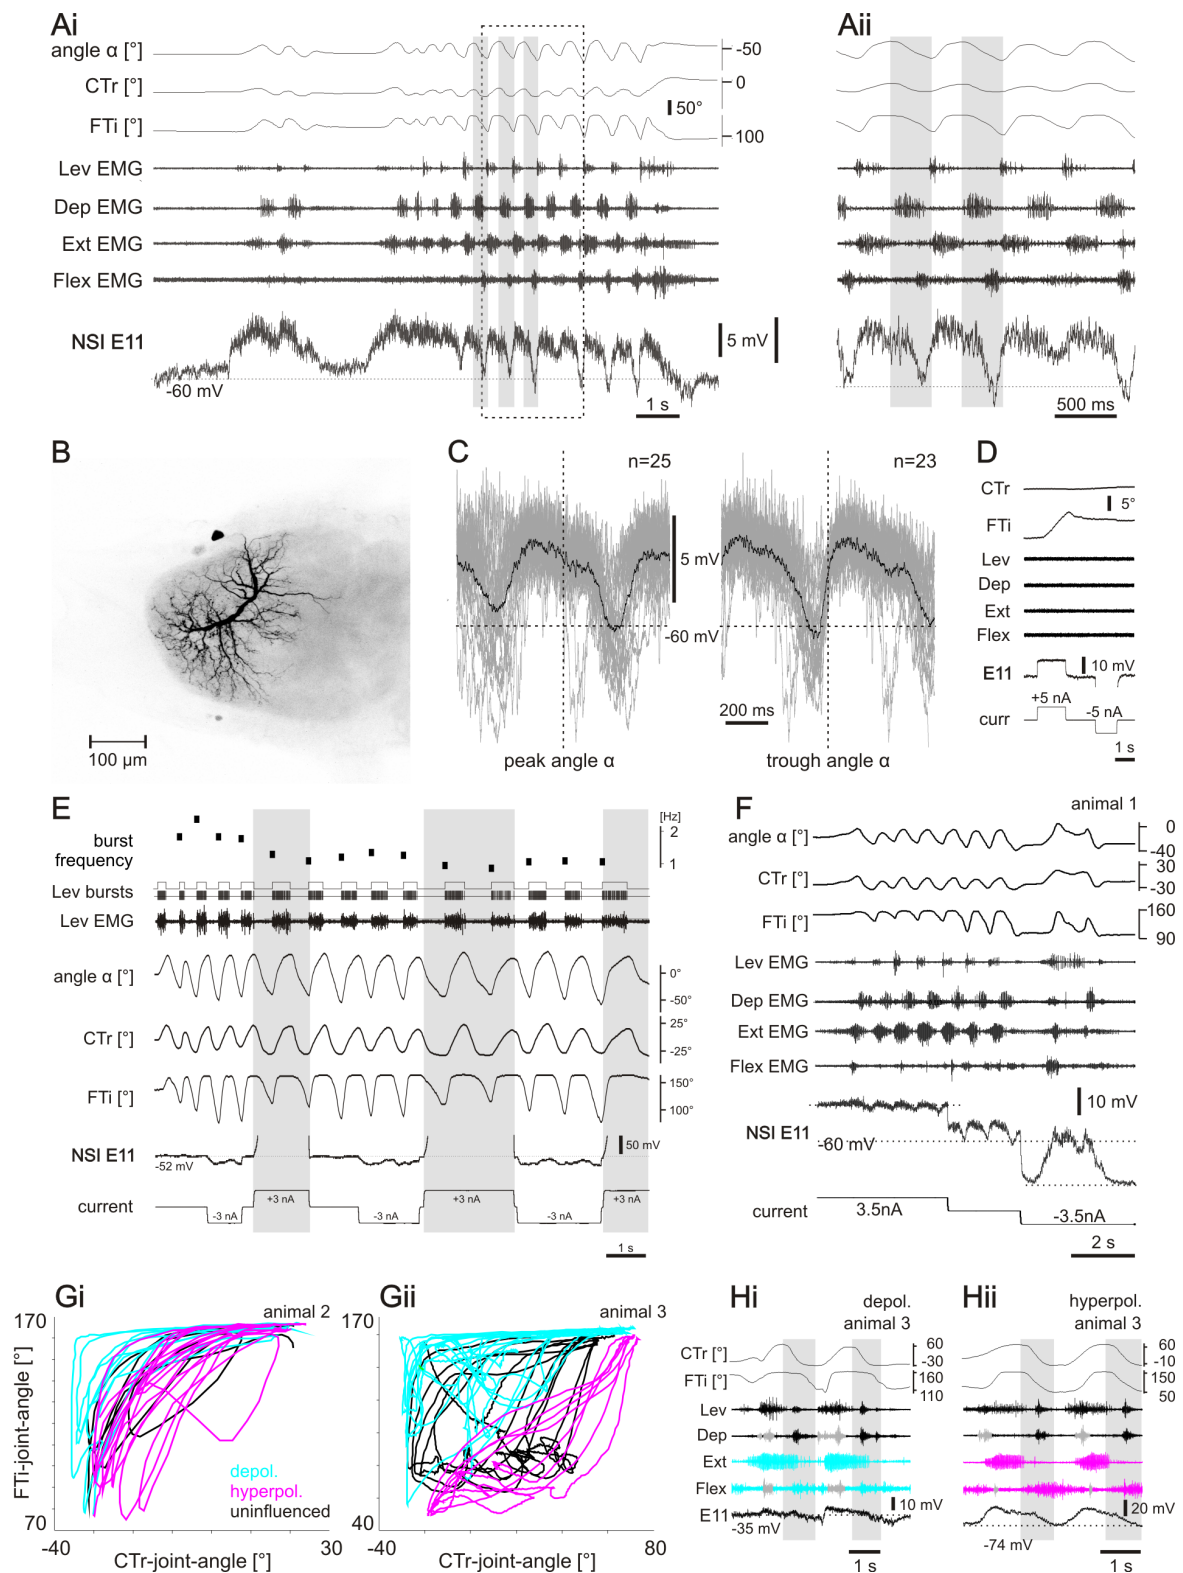 Ai
angle α [°]
-50
CTr [°]
0
50°
FTi [°]
100
Lev EMG
Dep EMG
Ext EMG
Flex EMG
NSI E11
5 mV
-60 mV
1 s
Aii
500 ms
B
100 µm
C
n=25
n=23
5 mV
-60 mV
200 ms
peak angle α
trough angle α
D
CTr
5°
FTi
Lev
Dep
Ext
Flex
E11
10 mV
+5 nA
-5 nA
curr
1 s
E
burst
frequency
[Hz]
2
1
Lev bursts
Lev EMG
angle α [°]
0°
-50°
CTr [°]
25°
-25°
FTi [°]
150°
100°
NSI E11
50 mV
-52 mV
current
-3 nA
+3 nA
-3 nA
+3 nA
-3 nA
+3 nA
1 s
F
animal 1
angle α [°]
0
-40
CTr [°]
30
-30
FTi [°]
160
90
Lev EMG
Dep EMG
Ext EMG
Flex EMG
10 mV
NSI E11
-60 mV
current
3.5nA
-3.5nA
2 s
Gi
animal 2
170
FTi-joint-angle [°]
70
depol.
hyperpol.
uninfluenced
-40
30
CTr-joint-angle [°]
Gii
animal 3
170
40
-40
80
CTr-joint-angle [°]
Hi
depol.
animal 3
CTr [°]
60
-30
FTi [°]
160
110
Lev
Dep
Ext
Flex
10 mV
E11
-35 mV
1 s
Hii
hyperpol.
animal 3
60
-10
150
50
20 mV
-74 mV
1 s